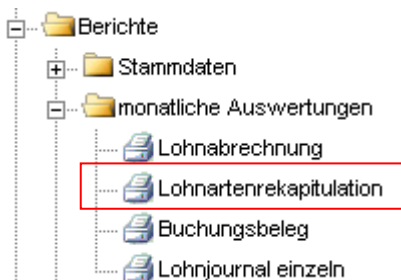 Berichte
Stammdaten
monatliche Auswertungen
Lohnabrechnung
Lohnartenrekapitulation
Buchungsbeleg
Lohnjournal einzeln